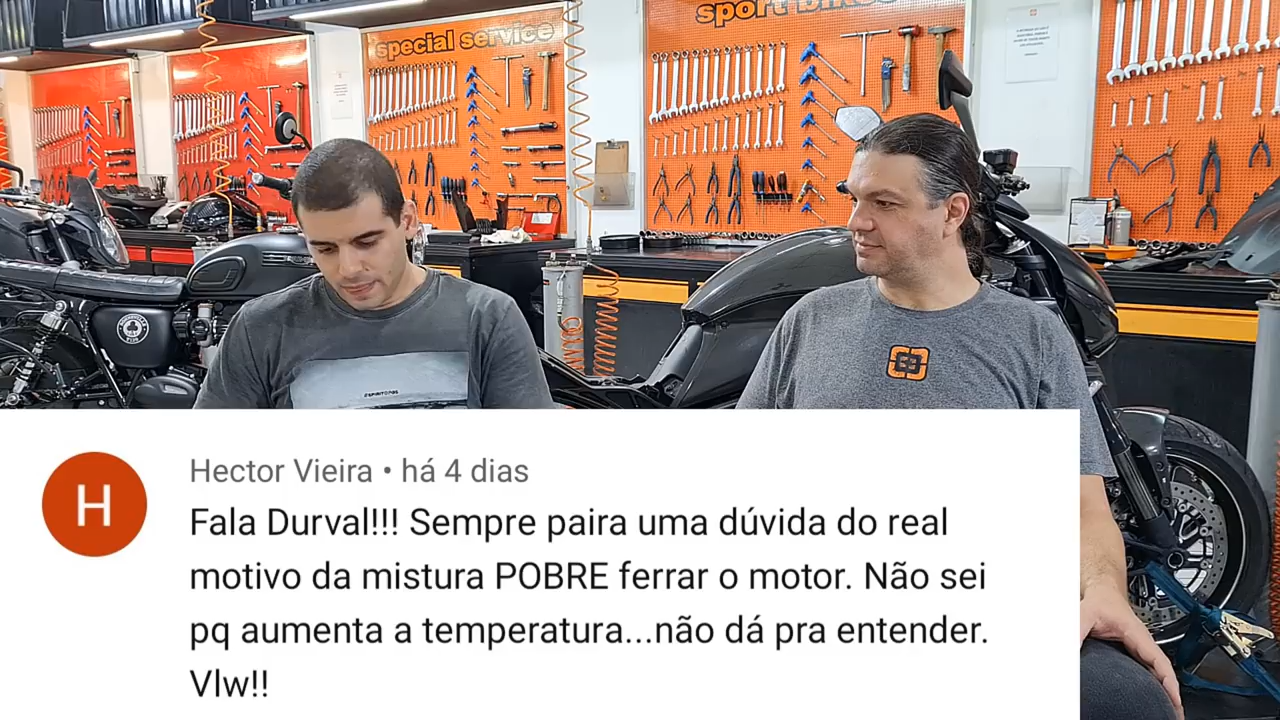 special service
sport bikes
Hector Vieira • há 4 dias
Fala Durval!!! Sempre paira uma dúvida do real
motivo da mistura POBRE ferrar o motor. Não sei
pq aumenta a temperatura...não dá pra entender.
Vlw!!
H